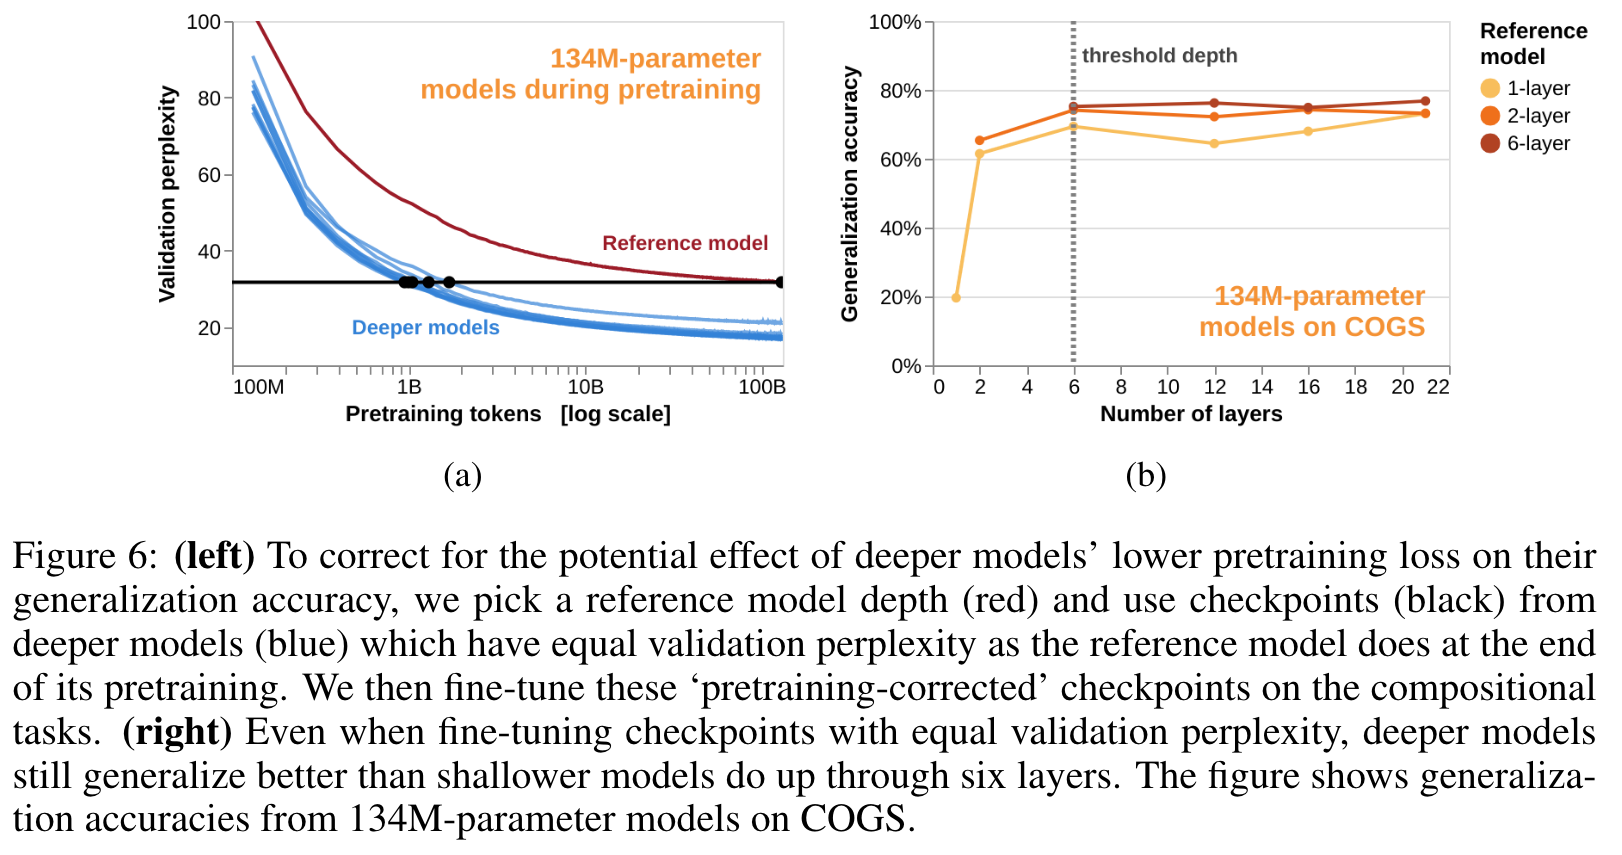 100
80
60
40
20
Validation perplexity
134M-parameter
models during pretraining
Reference model
Deeper models
100M
1B
10B
100B
Pretraining tokens [log scale]
(a)
100%
80%
60%
40%
20%
0%
Generalization accuracy
threshold depth
134M-parameter
models on COGS
0 2 4 6 8 10 12 14 16 18 20 22
Number of layers
(b)
Reference
model
1-layer
2-layer
6-layer
Figure 6: (left) To correct for the potential effect of deeper models’ lower pretraining loss on their
generalization accuracy, we pick a reference model depth (red) and use checkpoints (black) from
deeper models (blue) which have equal validation perplexity as the reference model does at the end
of its pretraining. We then fine-tune these ‘pretraining-corrected’ checkpoints on the compositional
tasks. (right) Even when fine-tuning checkpoints with equal validation perplexity, deeper models
still generalize better than shallower models do up through six layers. The figure shows generaliza-
tion accuracies from 134M-parameter models on COGS.